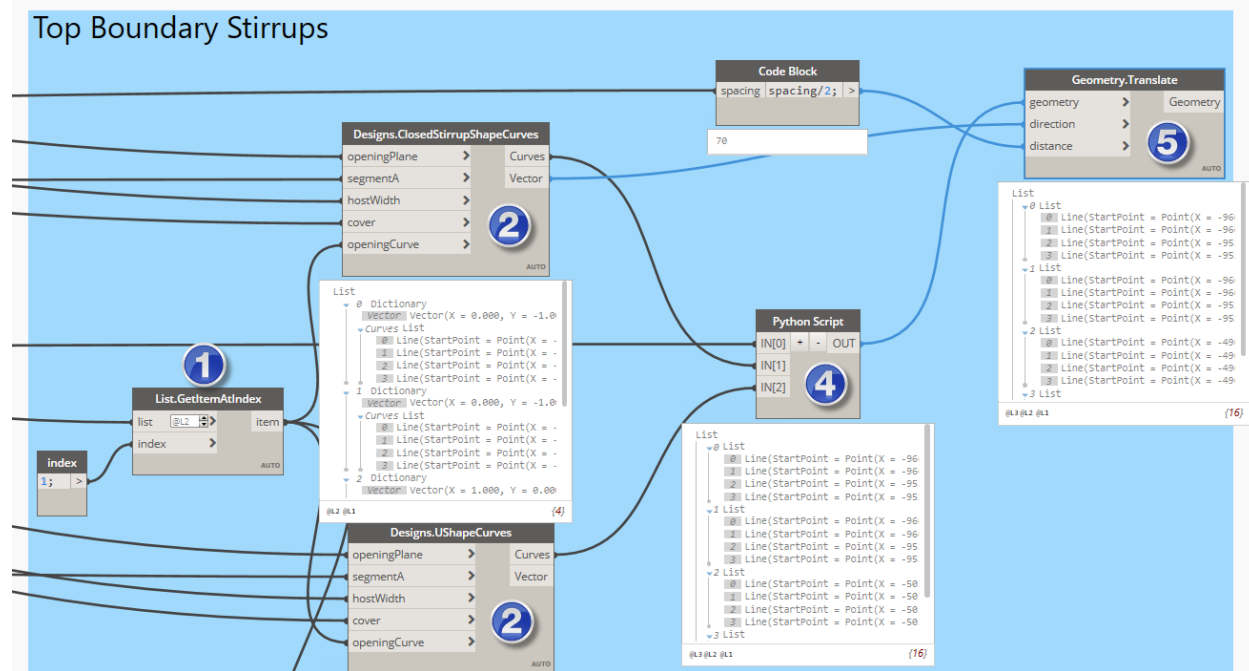 Top Boundary Stirrups
Code Block
spacing spacing/2; >
70
Geometry.Translate
geometry > Geometry
direction >
distance >
5
AUTO
Designs.ClosedStirrupShapeCurves
openingPlane > Curves
segmentA > Vector
hostWidth >
cover >
openingCurve >
2
AUTO
List
0 Dictionary
Vector Vector(X = 0.000, Y = -1.0
Curves List
0 Line(StartPoint = Point(X = -
1 Line(StartPoint = Point(X = -
2 Line(StartPoint = Point(X = -
3 Line(StartPoint = Point(X = -
1 Dictionary
Vector Vector(X = 0.000, Y = -1.0
Curves List
0 Line(StartPoint = Point(X = -
1 Line(StartPoint = Point(X = -
2 Line(StartPoint = Point(X = -
3 Line(StartPoint = Point(X = -
2 Dictionary
Vector Vector(X = 1.000, Y = 0.00
@L2 @L1 {4}
1
List.GetItemAtIndex
list @L2 > item
index >
AUTO
index
1; >
Designs.UShapeCurves
openingPlane > Curves
segmentA > Vector
hostWidth >
cover >
openingCurve >
2
AUTO
Python Script
IN[0] + - OUT
IN[1]
IN[2]
4
AUTO
List
0 List
0 Line(StartPoint = Point(X = -96
1 Line(StartPoint = Point(X = -96
2 Line(StartPoint = Point(X = -95
3 Line(StartPoint = Point(X = -95
1 List
0 Line(StartPoint = Point(X = -96
1 Line(StartPoint = Point(X = -96
2 Line(StartPoint = Point(X = -95
3 Line(StartPoint = Point(X = -95
2 List
0 Line(StartPoint = Point(X = -50
1 Line(StartPoint = Point(X = -50
2 Line(StartPoint = Point(X = -50
3 Line(StartPoint = Point(X = -50
3 List
@L3 @L2 @L1 {16}
List
0 List
0 Line(StartPoint = Point(X = -96
1 Line(StartPoint = Point(X = -96
2 Line(StartPoint = Point(X = -95
3 Line(StartPoint = Point(X = -95
1 List
0 Line(StartPoint = Point(X = -96
1 Line(StartPoint = Point(X = -96
2 Line(StartPoint = Point(X = -95
3 Line(StartPoint = Point(X = -95
2 List
0 Line(StartPoint = Point(X = -49
1 Line(StartPoint = Point(X = -49
2 Line(StartPoint = Point(X = -49
3 Line(StartPoint = Point(X = -49
3 List
@L3 @L2 @L1 {16}